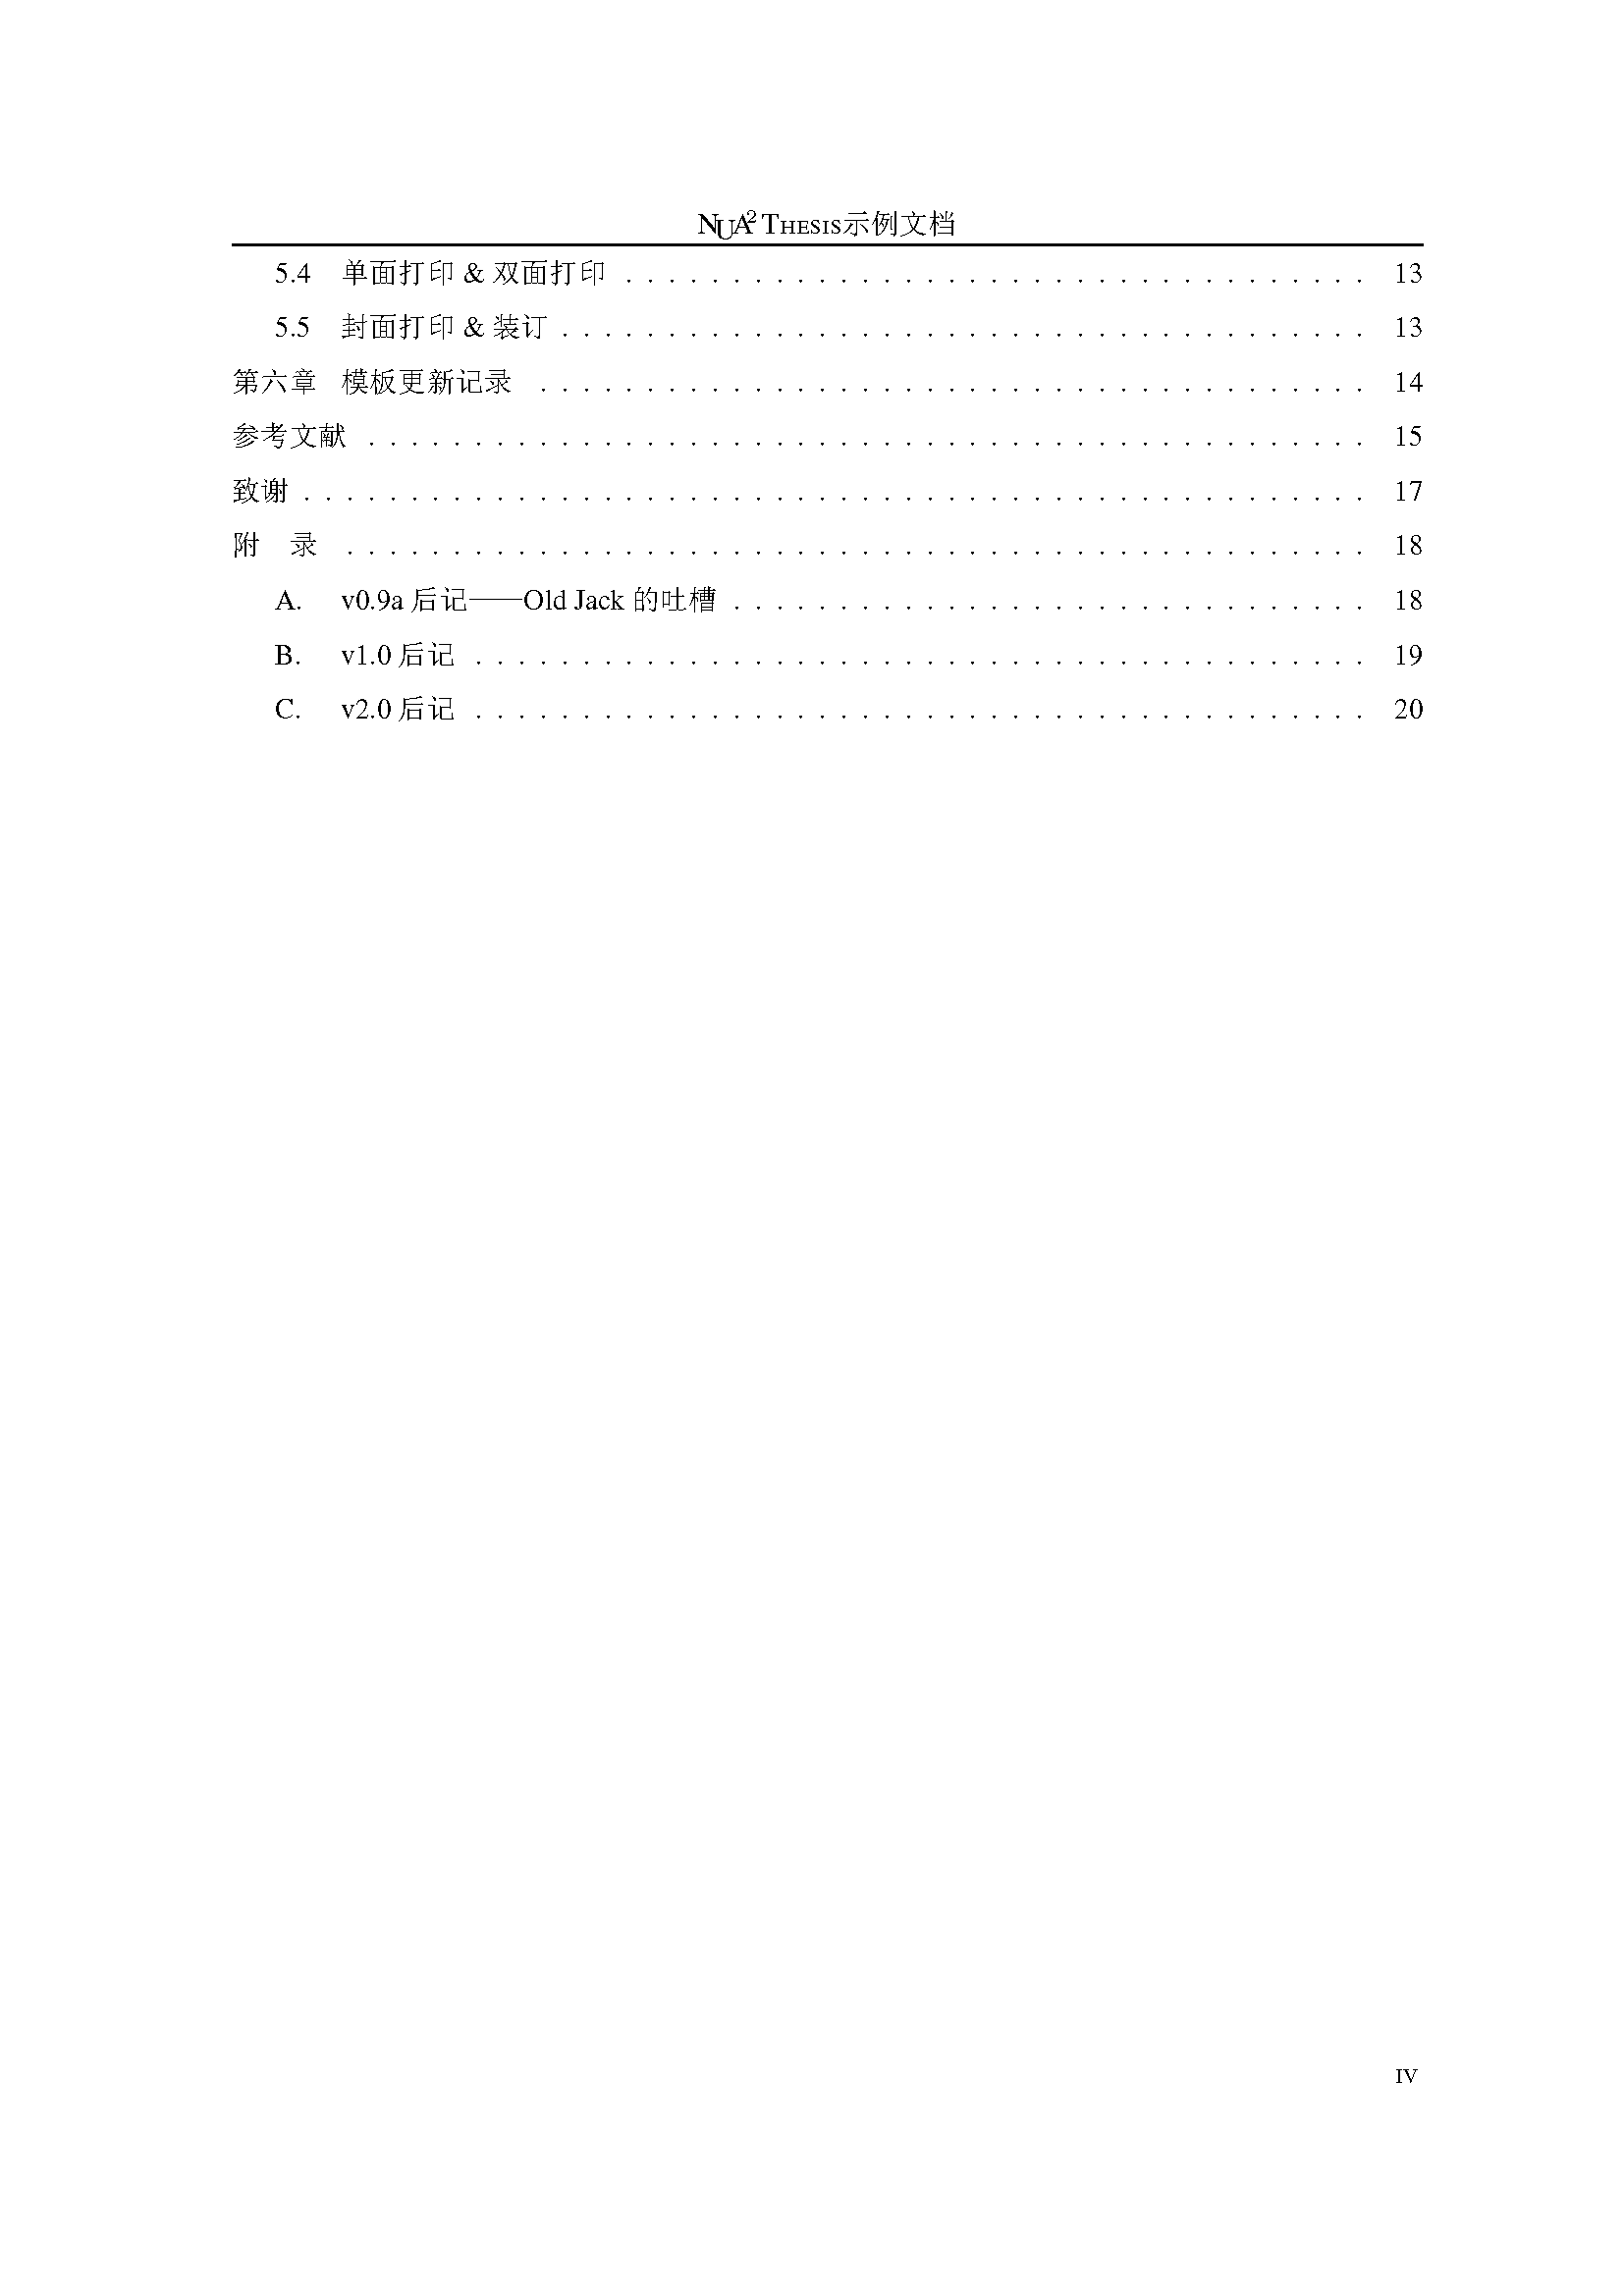 NUA² THESIS示例文档
5.4 单面打印 & 双面打印 . . . . . . . . . . . . . . . . . . . . . . . . . . . . . . . . . . . 13
5.5 封面打印 & 装订 . . . . . . . . . . . . . . . . . . . . . . . . . . . . . . . . . . . . . . 13
第六章 模板更新记录 . . . . . . . . . . . . . . . . . . . . . . . . . . . . . . . . . . . . . . . 14
参考文献 . . . . . . . . . . . . . . . . . . . . . . . . . . . . . . . . . . . . . . . . . . . . . . . 15
致谢 . . . . . . . . . . . . . . . . . . . . . . . . . . . . . . . . . . . . . . . . . . . . . . . . . . 17
附 录 . . . . . . . . . . . . . . . . . . . . . . . . . . . . . . . . . . . . . . . . . . . . . . . . 18
A. v0.9a 后记——Old Jack 的吐槽 . . . . . . . . . . . . . . . . . . . . . . . . . . . . . . 18
B. v1.0 后记 . . . . . . . . . . . . . . . . . . . . . . . . . . . . . . . . . . . . . . . . . . 19
C. v2.0 后记 . . . . . . . . . . . . . . . . . . . . . . . . . . . . . . . . . . . . . . . . . . 20
IV